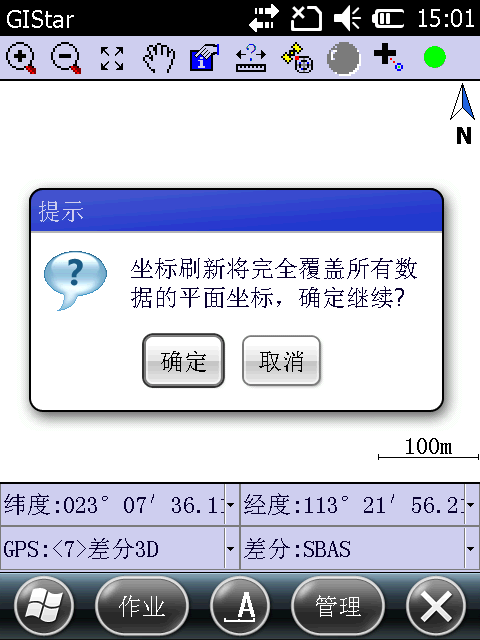 GIStar 15:01
N
提示
坐标刷新将完全覆盖所有数
据的平面坐标，确定继续?
确定 取消
100m
纬度:023°07′36.1 经度:113°21′56.2
GPS:<7>差分3D 差分:SBAS
作业 A 管理